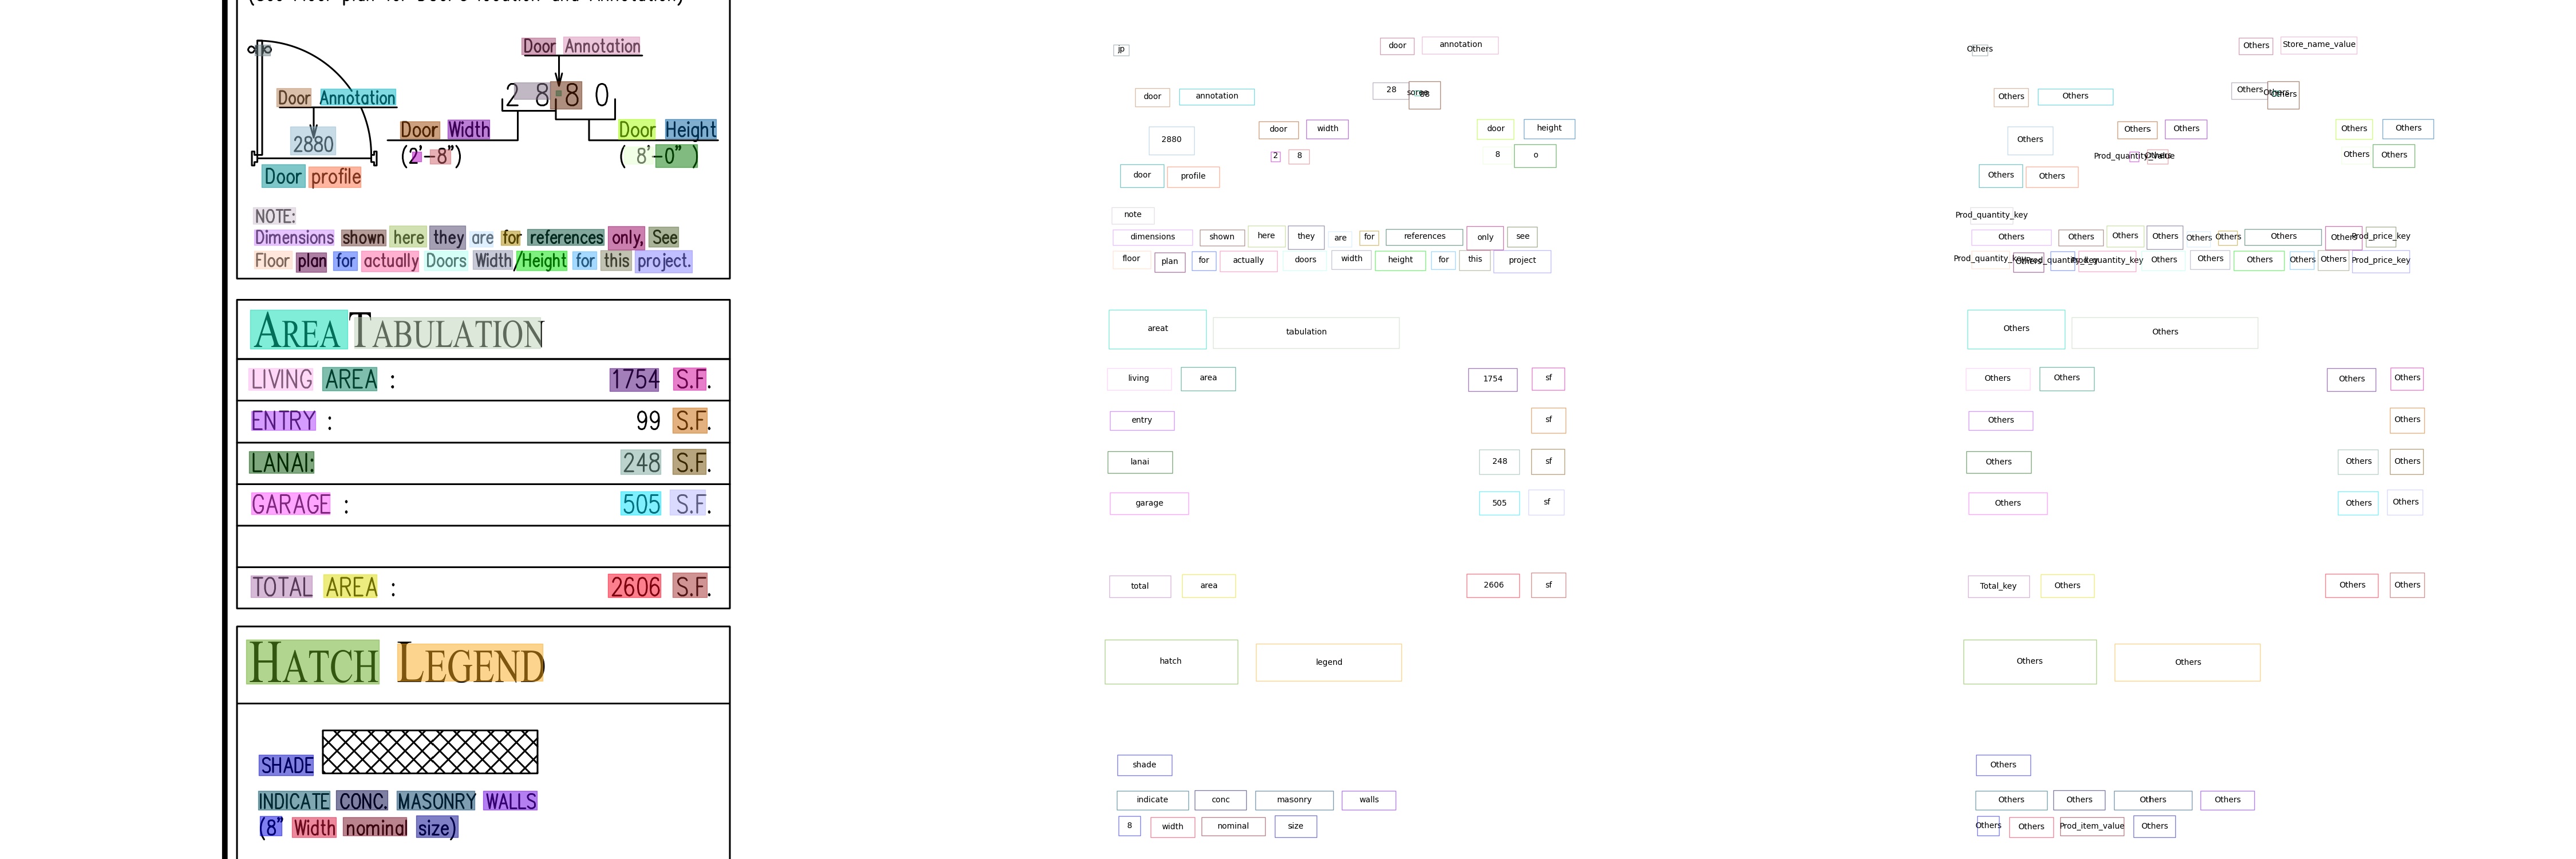 Door Annotation
jp
door annotation
Others
Others Store_name_value
2 8 8 0
28
88
Others
Door Annotation
door annotation
Others Others
2880
2880
Others
Door Width
Door Height
door width
door height
Others Others
Others Others
(2'-8")
( 8'-0" )
2 8
8 o
Others Others
Door profile
door profile
Others Others
NOTE:
note
Prod_quantity_key
Dimensions shown here they are for references only, See
dimensions shown here they are for references only see
Others Others Others Others Others Others Others Others Prod_price_key
Floor plan for actually Doors Width/Height for this project.
floor plan for actually doors width height for this project
Prod_quantity_key Others Prod_quantity_key Prod_quantity_key Others Others Others Others Others Prod_price_key
AREA TABULATION
areat tabulation
Others Others
LIVING AREA : 1754 S.F.
living area 1754 sf
Others Others Others Others
ENTRY : 99 S.F.
entry sf
Others Others
LANAI: 248 S.F.
lanai 248 sf
Others Others Others
GARAGE : 505 S.F.
garage 505 sf
Others Others Others
TOTAL AREA : 2606 S.F.
total area 2606 sf
Total_key Others Others Others
HATCH LEGEND
hatch legend
Others Others
SHADE
shade
Others
INDICATE CONC. MASONRY WALLS
indicate conc masonry walls
Others Others Others Others
(8" Width nominal size)
8 width nominal size
Others Others Prod_item_value Others